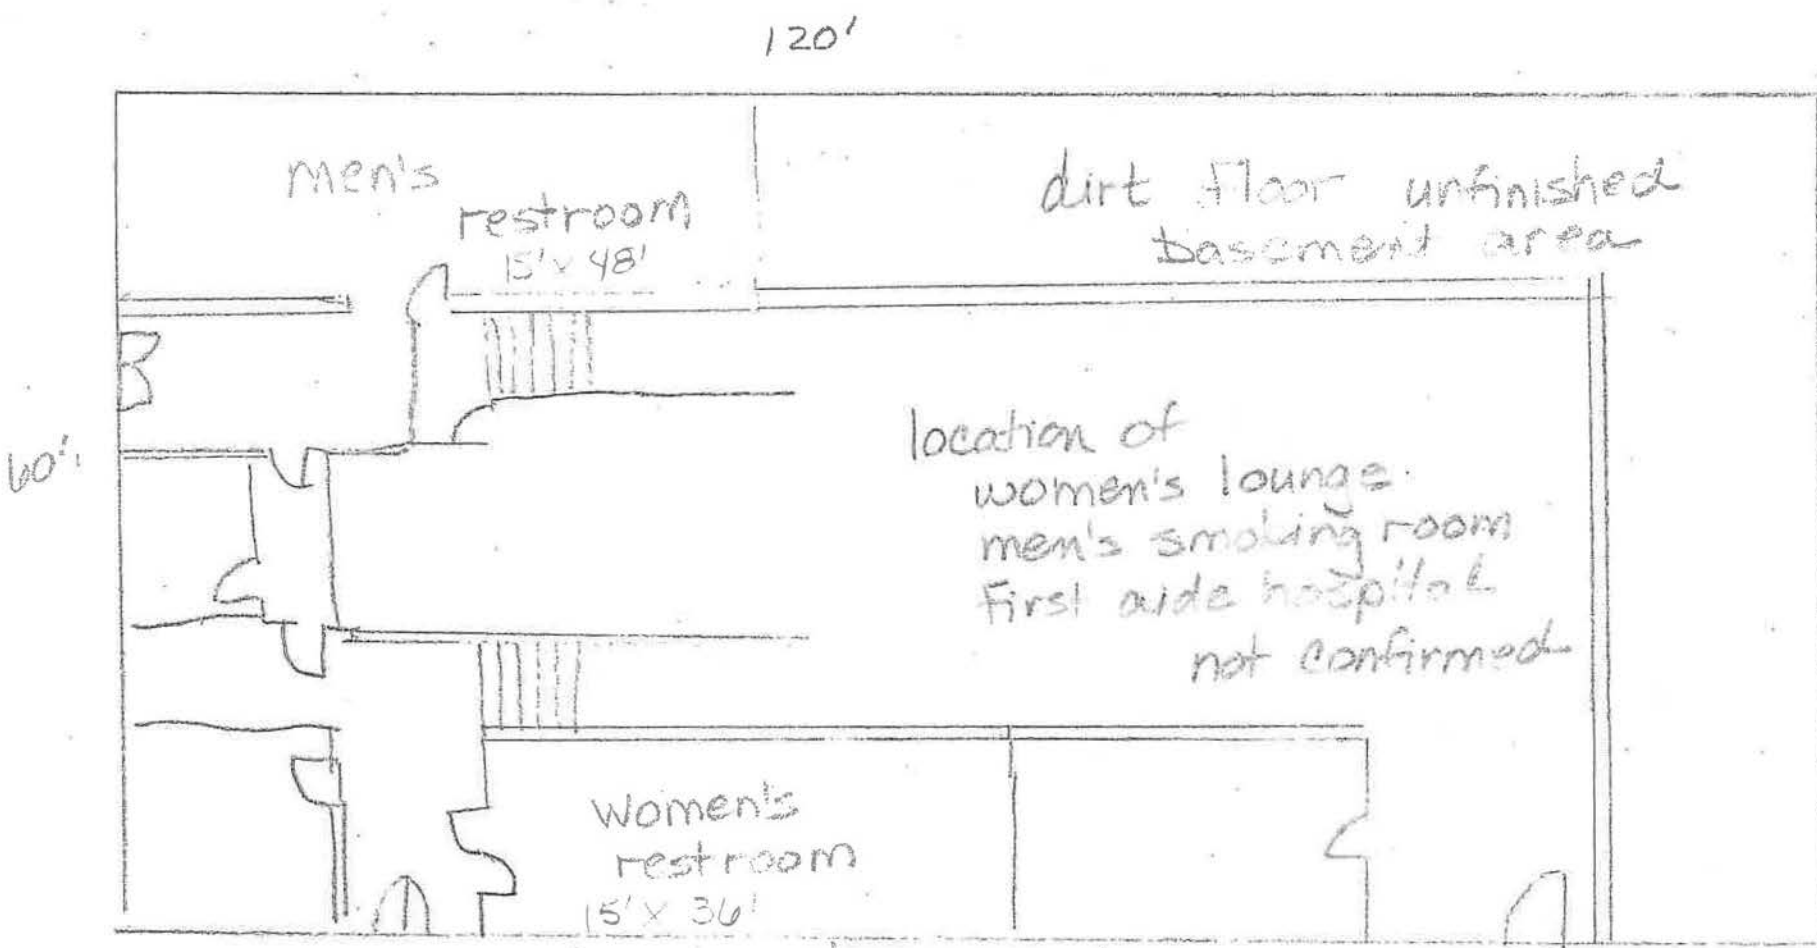 120'
men's
restroom
15' x 48'
dirt floor unfinished
basement area
60'
location of
women's lounge
men's smoking room
First aide hospital
not confirmed
Women's
restroom
15' X 36'